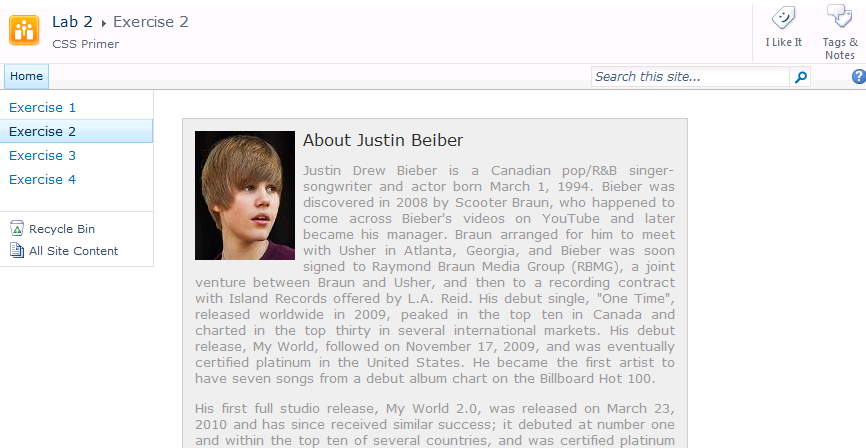 Lab 2 ▸ Exercise 2
CSS Primer
I Like It
Tags &
Notes
Home
Search this site...
Exercise 1
Exercise 2
Exercise 3
Exercise 4
Recycle Bin
All Site Content
About Justin Beiber
Justin Drew Bieber is a Canadian pop/R&B singer-
songwriter and actor born March 1, 1994. Bieber was
discovered in 2008 by Scooter Braun, who happened to
come across Bieber's videos on YouTube and later
became his manager. Braun arranged for him to meet
with Usher in Atlanta, Georgia, and Bieber was soon
signed to Raymond Braun Media Group (RBMG), a joint
venture between Braun and Usher, and then to a recording contract
with Island Records offered by L.A. Reid. His debut single, "One Time",
released worldwide in 2009, peaked in the top ten in Canada and
charted in the top thirty in several international markets. His debut
release, My World, followed on November 17, 2009, and was eventually
certified platinum in the United States. He became the first artist to
have seven songs from a debut album chart on the Billboard Hot 100.
His first full studio release, My World 2.0, was released on March 23,
2010 and has since received similar success; it debuted at number one
and within the top ten of several countries, and was certified platinum